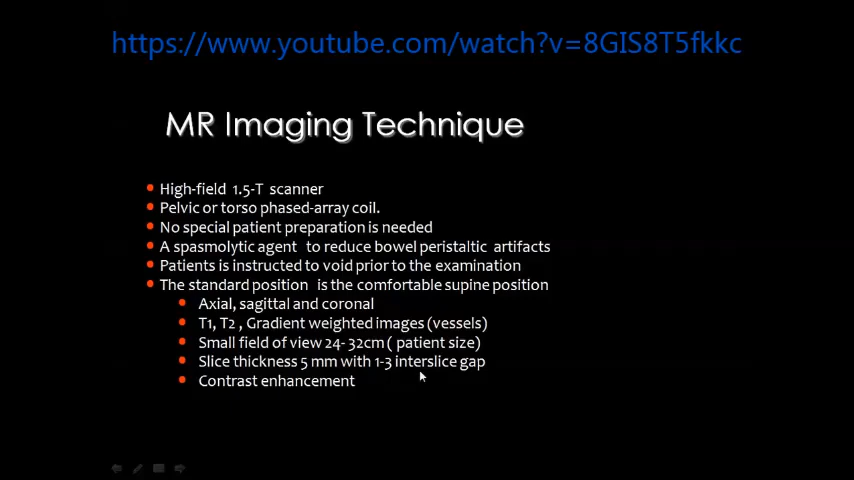 https://www.youtube.com/watch?v=8GIS8T5fkkc
MR Imaging Technique
High-field 1.5-T scanner
Pelvic or torso phased-array coil.
No special patient preparation is needed
A spasmolytic agent to reduce bowel peristaltic artifacts
Patients is instructed to void prior to the examination
The standard position is the comfortable supine position
Axial, sagittal and coronal
T1, T2 , Gradient weighted images (vessels)
Small field of view 24- 32cm ( patient size)
Slice thickness 5 mm with 1-3 interslice gap
Contrast enhancement